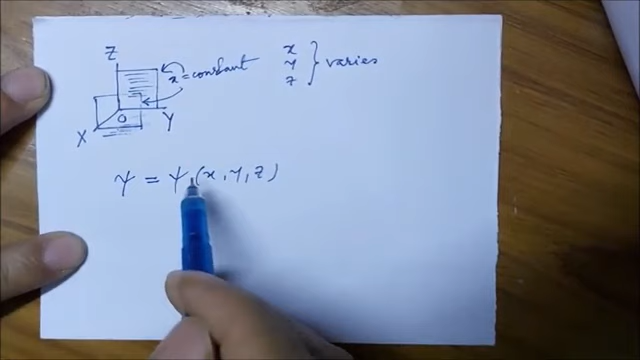 Z
x = constant
O
Y
X
x
y
z
} varies
ψ = ψ (x, y, z)